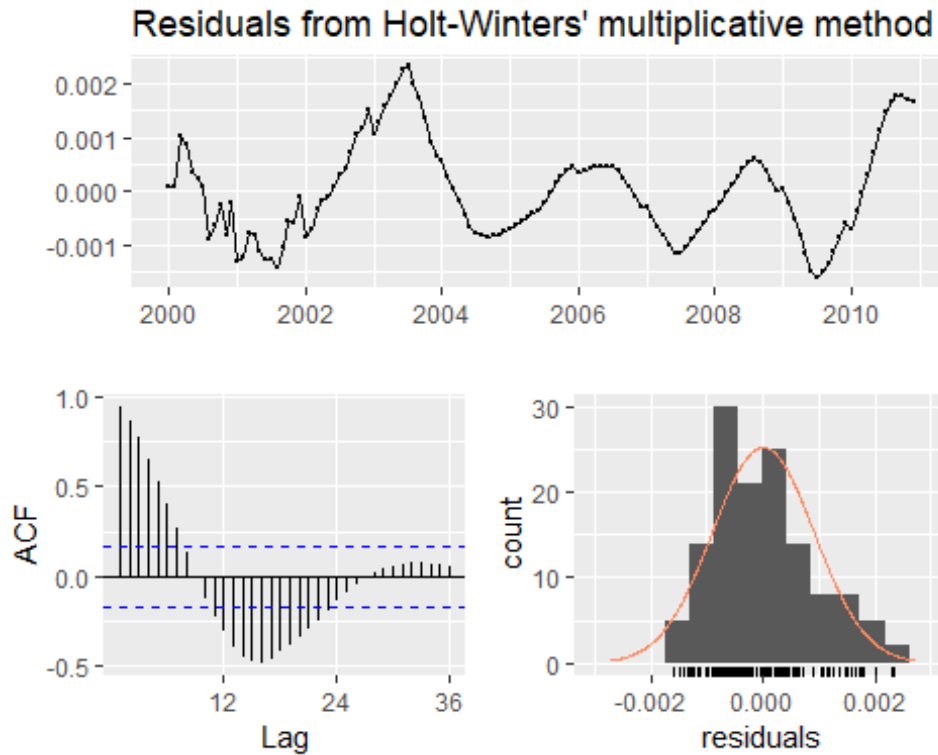 Residuals from Holt-Winters' multiplicative method
0.002
0.001
0.000
-0.001
2000 2002 2004 2006 2008 2010
ACF
1.0
0.5
0.0
-0.5
12 24 36
Lag
count
30
20
10
0
-0.002 0.000 0.002
residuals